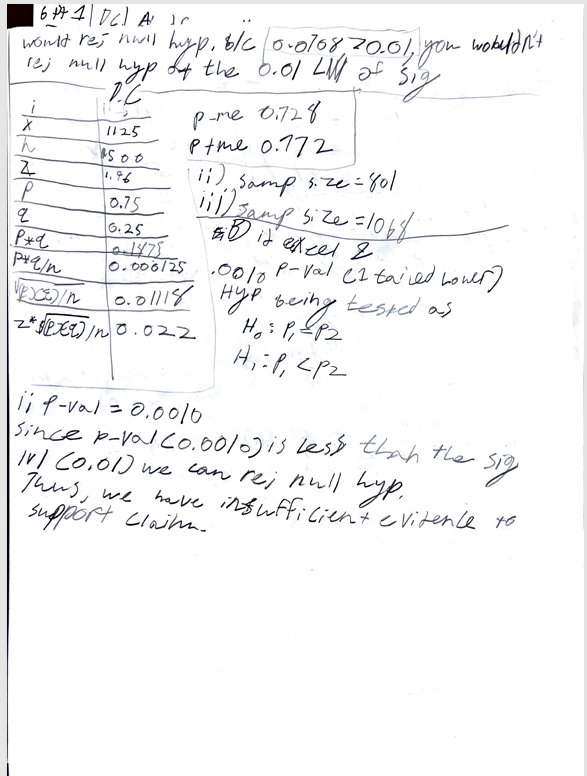 6 Pt 1 | DC | A
would rej null hyp. b/c 0.0708 > 0.01, you wobeldn't
rej null hyp at the 0.01 LVl of sig
D.C
i
x 1125
n 1500
Z 1.96
p 0.75
q 0.25
p*q 0.1875
p*q/n 0.000125
√(p)(q)/n 0.01118
z*√(p)(q)/n 0.022
p-me 0.728
p+me 0.772
ii) samp size=801
iii) samp size=1068
D i) excel 2
.0010 p-val (1 tailed lower)
Hyp being tested as
H₀: P₁=P2
H₁: P₁<P2
ii p-val = 0.0010
since p-val (0.0010) is less than the sig
lvl (0.01) we can rej null hyp.
Thus, we have insufficient evidence to
support claim.